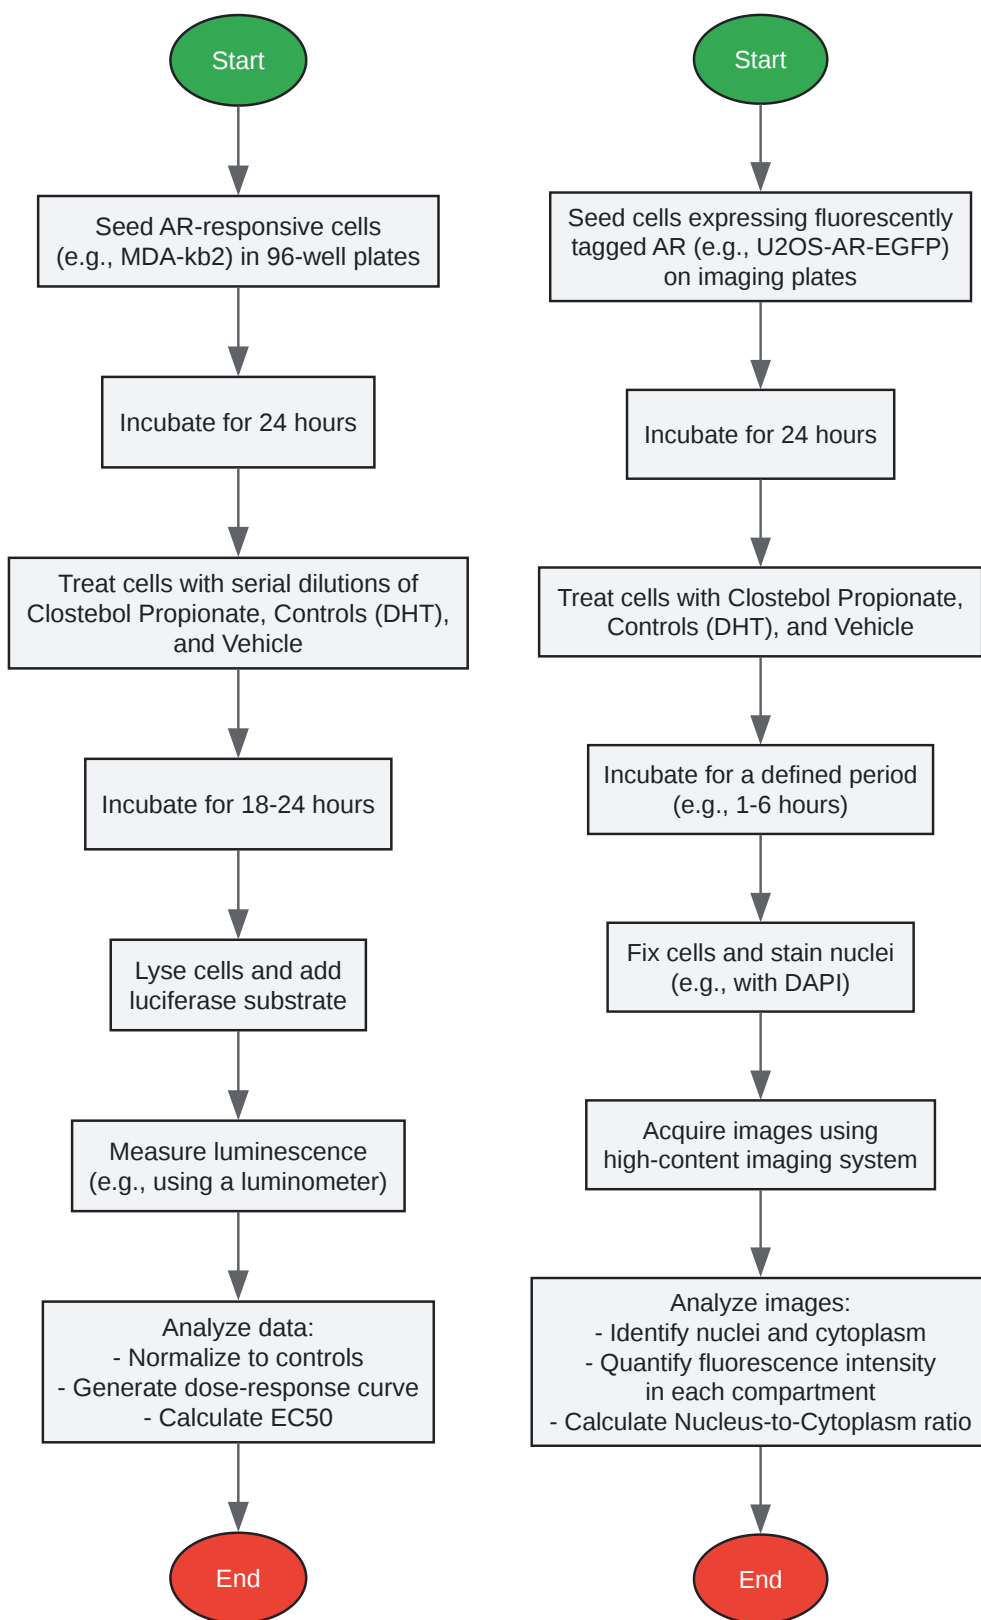 Start
Seed AR-responsive cells
(e.g., MDA-kb2) in 96-well plates
Incubate for 24 hours
Treat cells with serial dilutions of
Clostebol Propionate, Controls (DHT),
and Vehicle
Incubate for 18-24 hours
Lyse cells and add
luciferase substrate
Measure luminescence
(e.g., using a luminometer)
Analyze data:
- Normalize to controls
- Generate dose-response curve
- Calculate EC50
End
Start
Seed cells expressing fluorescently
tagged AR (e.g., U2OS-AR-EGFP)
on imaging plates
Incubate for 24 hours
Treat cells with Clostebol Propionate,
Controls (DHT), and Vehicle
Incubate for a defined period
(e.g., 1-6 hours)
Fix cells and stain nuclei
(e.g., with DAPI)
Acquire images using
high-content imaging system
Analyze images:
- Identify nuclei and cytoplasm
- Quantify fluorescence intensity
in each compartment
- Calculate Nucleus-to-Cytoplasm ratio
End